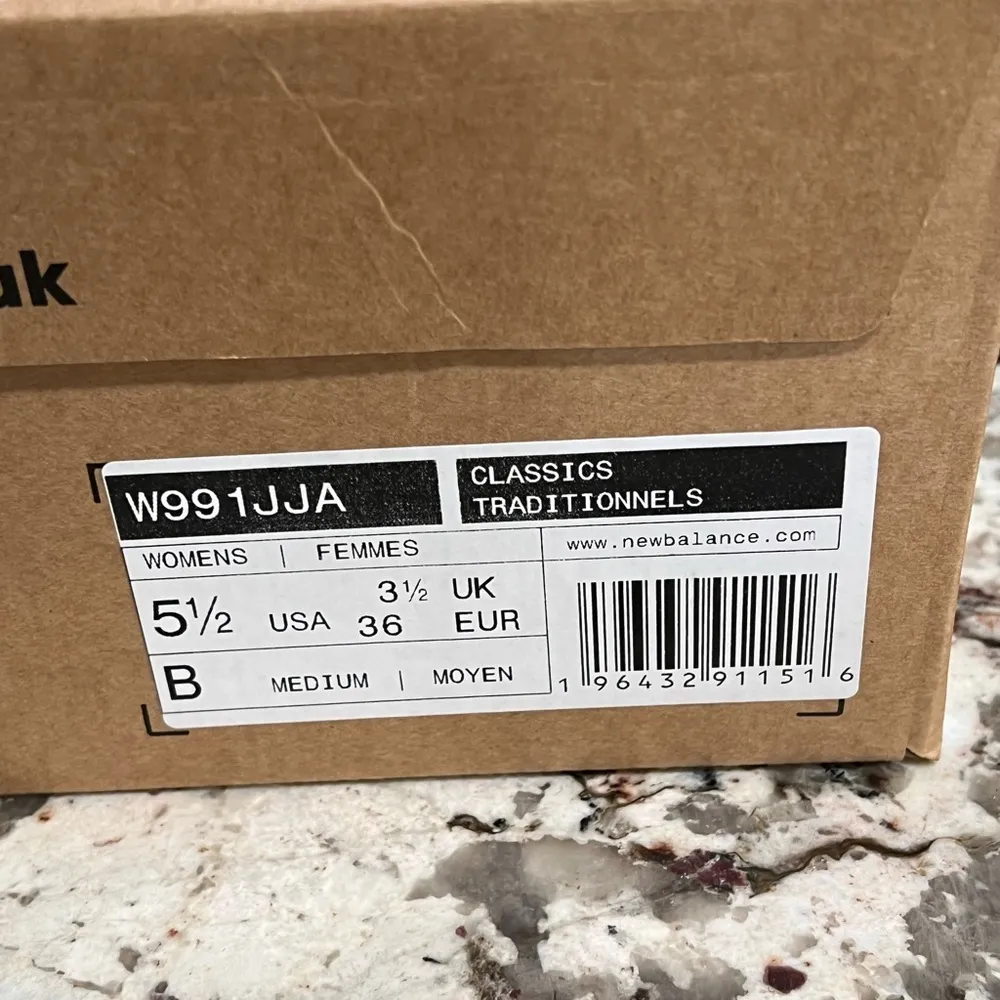 W991JJA
CLASSICS
TRADITIONNELS
WOMENS | FEMMES
www.newbalance.com
5½ USA 3½ UK
36 EUR
B MEDIUM | MOYEN
1 96432 91151 6